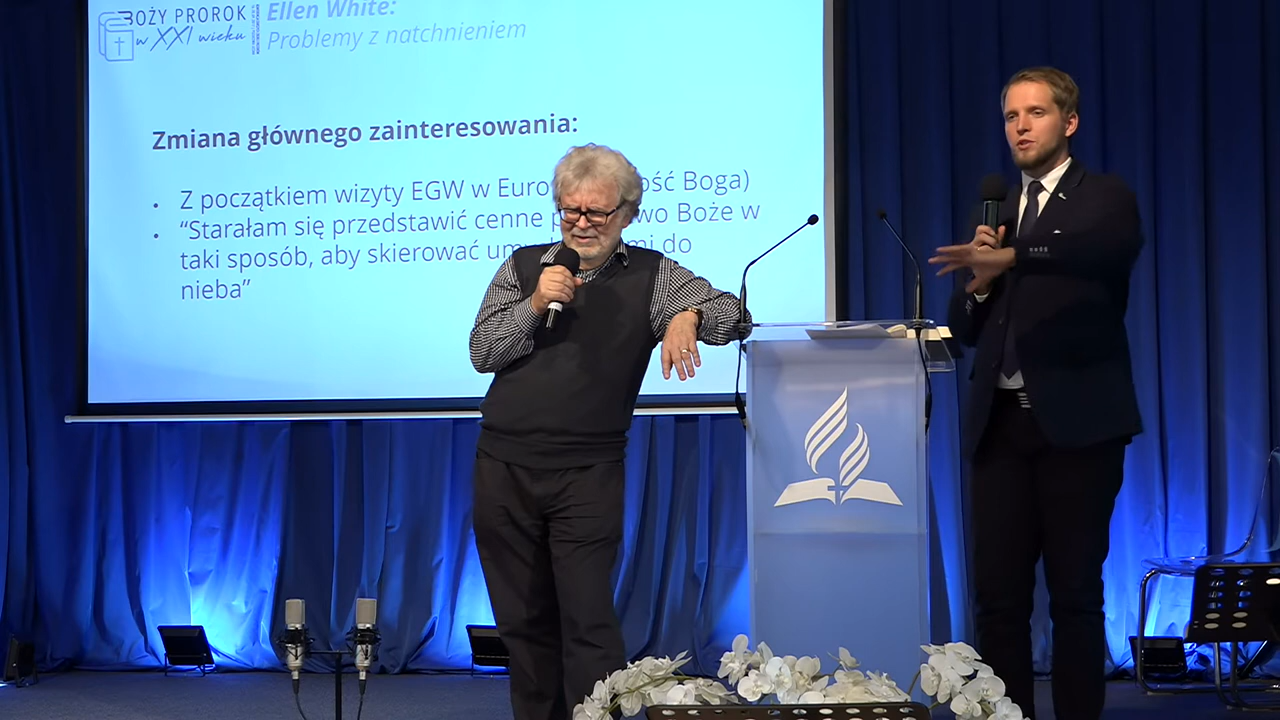 BOŻY PROROK
w XXI wieku
Ellen White:
Problemy z natchnieniem
Zmiana głównego zainteresowania:
• Z początkiem wizyty EGW w Euro ość Boga)
• “Starałam się przedstawić cenne p wo Boże w
taki sposób, aby skierować um mi do
nieba”